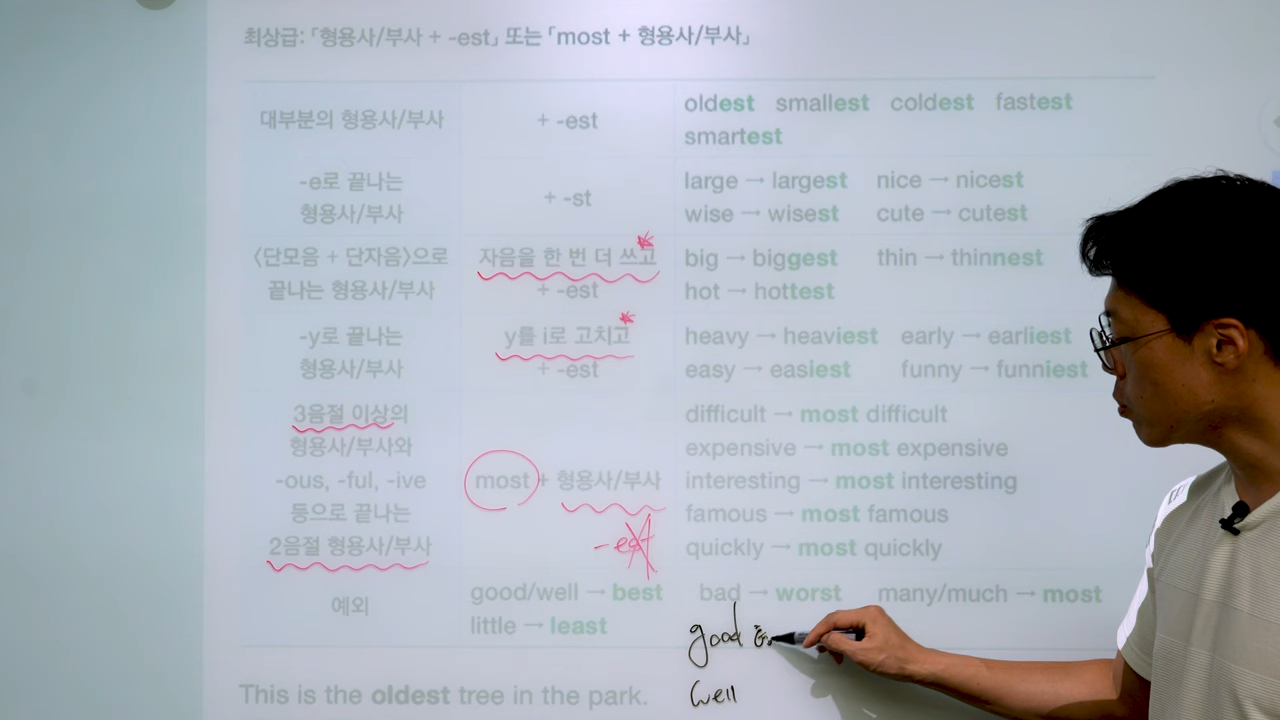 최상급: 「형용사/부사 + -est」 또는 「most + 형용사/부사」
대부분의 형용사/부사
+ -est
oldest smallest coldest fastest
smartest
-e로 끝나는
형용사/부사
+ -st
large → largest nice → nicest
wise → wisest cute → cutest
〈단모음 + 단자음〉으로
끝나는 형용사/부사
자음을 한 번 더 쓰고
+ -est
big → biggest thin → thinnest
hot → hottest
-y로 끝나는
형용사/부사
y를 i로 고치고
+ -est
heavy → heaviest early → earliest
easy → easiest funny → funniest
3음절 이상의
형용사/부사와
-ous, -ful, -ive
등으로 끝나는
2음절 형용사/부사
most + 형용사/부사
-est
difficult → most difficult
expensive → most expensive
interesting → most interesting
famous → most famous
quickly → most quickly
예외
good/well → best bad → worst many/much → most
little → least
good
well
This is the oldest tree in the park.